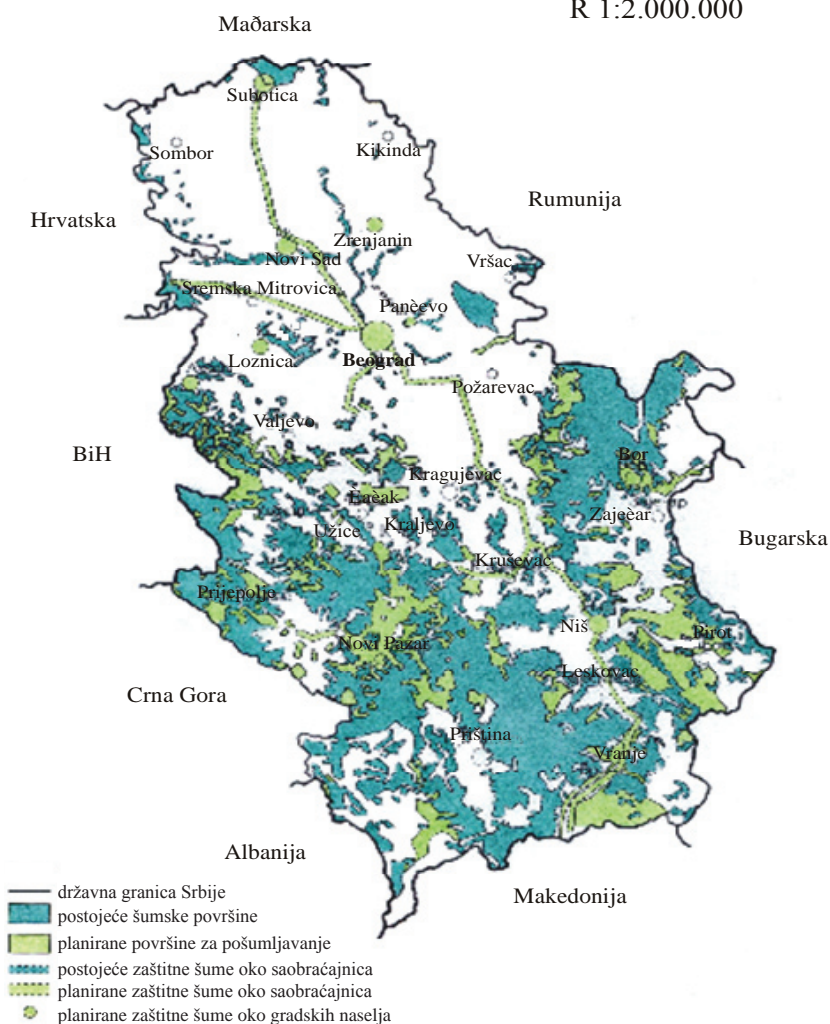 R 1:2.000.000
Mađarska
Subotica
Sombor
Kikinda
Rumunija
Hrvatska
Zrenjanin
Novi Sad
Vršac
Sremska Mitrovica
Panèevo
Loznica
Beograd
Požarevac
Valjevo
BiH
Bor
Kragujevac
Èaèak
Zajeèar
Užice
Kraljevo
Bugarska
Kruševac
Prijepolje
Niš
Pirot
Novi Pazar
Leskovac
Crna Gora
Priština
Vranje
Albanija
Makedonija
državna granica Srbije
postojeće šumske površine
planirane površine za pošumljavanje
postojeće zaštitne šume oko saobraćajnica
planirane zaštitne šume oko saobraćajnica
planirane zaštitne šume oko gradskih naselja